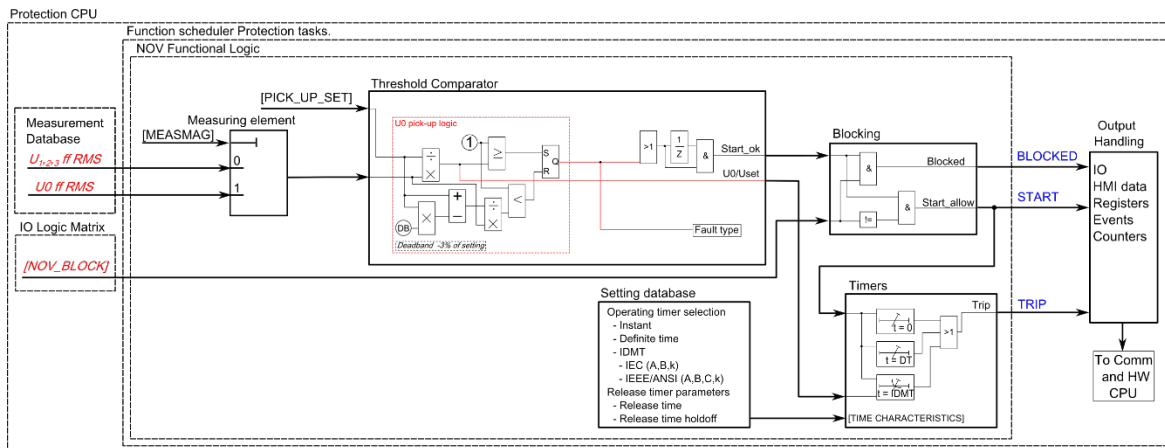 Protection CPU
Function scheduler Protection tasks.
NOV Functional Logic
Measurement
Database
U1-2-3 ff RMS
U0 ff RMS
IO Logic Matrix
[NOV_BLOCK]
[PICK_UP_SET]
[MEASMAG]
Measuring element
0
1
Threshold Comparator
U0 pick-up logic
1
÷
×
≥
S
Q
R
<
+
−
×
÷
×
DB
Deadband -3% of setting
>1
1
Z
&
Start_ok
U0/Uset
Fault type
Blocking
&
Blocked
&
Start_allow
!=
BLOCKED
START
TRIP
Output
Handling
IO
HMI data
Registers
Events
Counters
To Comm
and HW
CPU
Setting database
Operating timer selection
- Instant
- Definite time
- IDMT
- IEC (A,B,k)
- IEEE/ANSI (A,B,C,k)
Release timer parameters
- Release time
- Release time holdoff
Timers
t = 0
t = DT
t = IDMT
>1
Trip
[TIME CHARACTERISTICS]